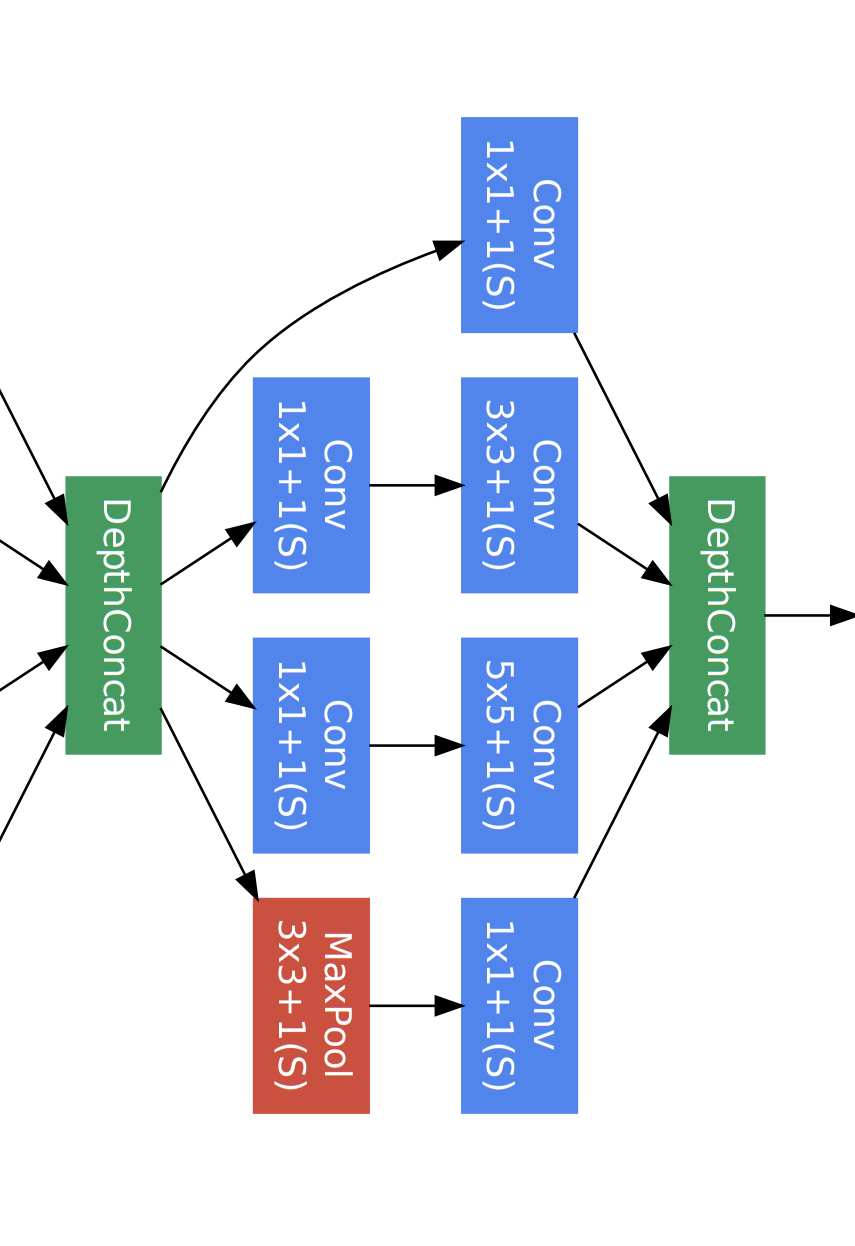 DepthConcat
Conv
1x1+1(S)
Conv
1x1+1(S)
Conv
3x3+1(S)
Conv
1x1+1(S)
Conv
5x5+1(S)
MaxPool
3x3+1(S)
Conv
1x1+1(S)
DepthConcat